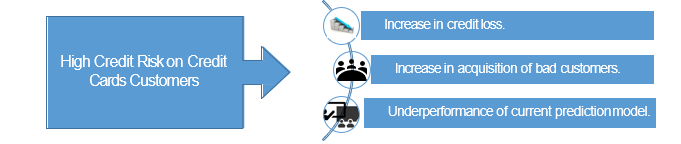 High Credit Risk on Credit
Cards Customers
Increase in credit loss.
Increase in acquisition of bad customers.
Underperformance of current prediction model.